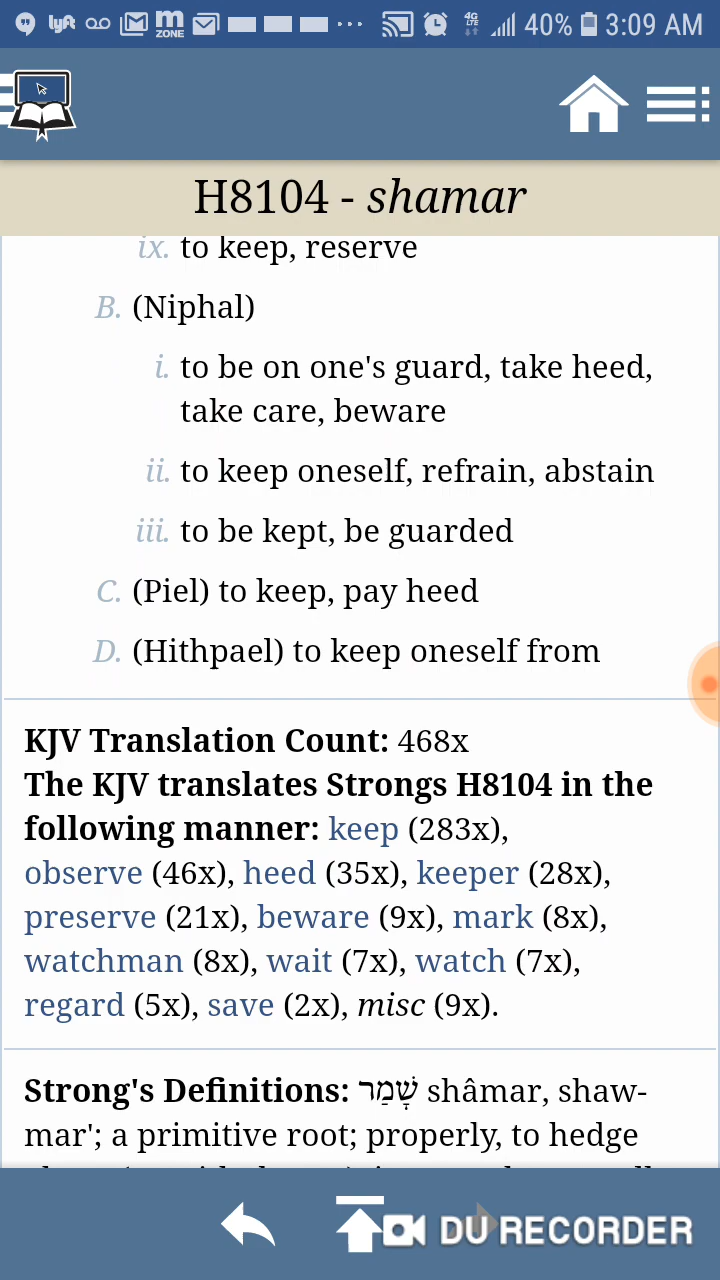 lyft m ZONE ... 4G LTE 40% 3:09 AM
H8104 - shamar
ix. to keep, reserve
B. (Niphal)
i. to be on one's guard, take heed,
take care, beware
ii. to keep oneself, refrain, abstain
iii. to be kept, be guarded
C. (Piel) to keep, pay heed
D. (Hithpael) to keep oneself from
KJV Translation Count: 468x
The KJV translates Strongs H8104 in the
following manner: keep (283x),
observe (46x), heed (35x), keeper (28x),
preserve (21x), beware (9x), mark (8x),
watchman (8x), wait (7x), watch (7x),
regard (5x), save (2x), misc (9x).
Strong's Definitions: שָׁמַר shâmar, shaw-
mar'; a primitive root; properly, to hedge
DU RECORDER